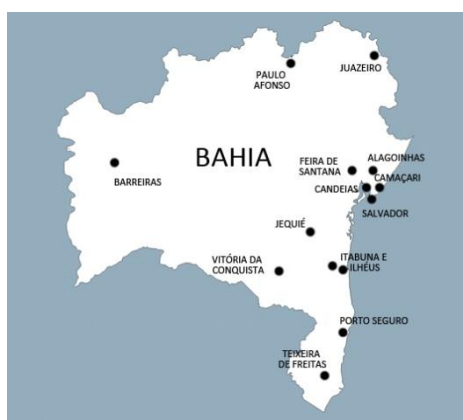 JUAZEIRO
PAULO
AFONSO
BAHIA
FEIRA DE
SANTANA
ALAGOINHAS
BARREIRAS
CANDEIAS
CAMAÇARI
SALVADOR
JEQUIÉ
VITÓRIA DA
CONQUISTA
ITABUNA E
ILHÉUS
PORTO SEGURO
TEIXEIRA
DE FREITAS